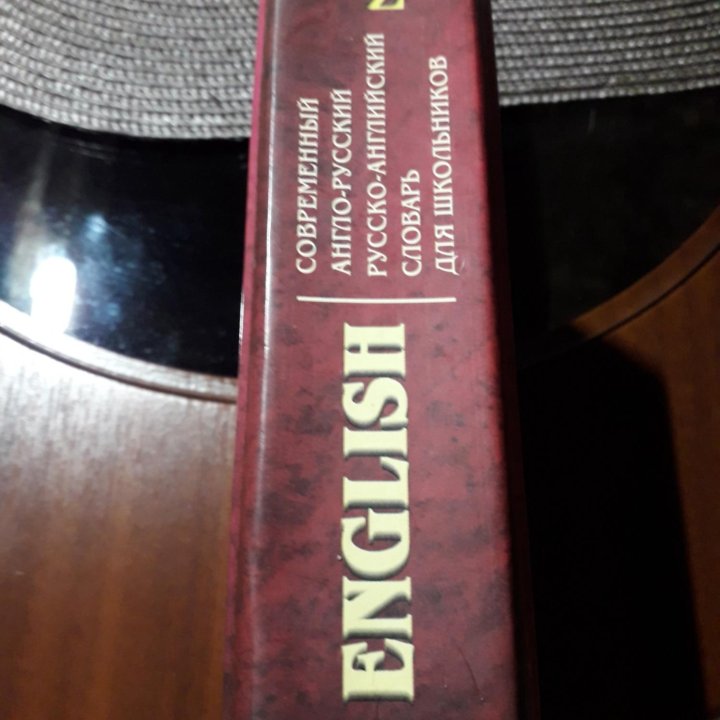 ENGLISH
СОВРЕМЕННЫЙ
АНГЛО-РУССКИЙ
РУССКО-АНГЛИЙСКИЙ
СЛОВАРЬ
ДЛЯ ШКОЛЬНИКОВ